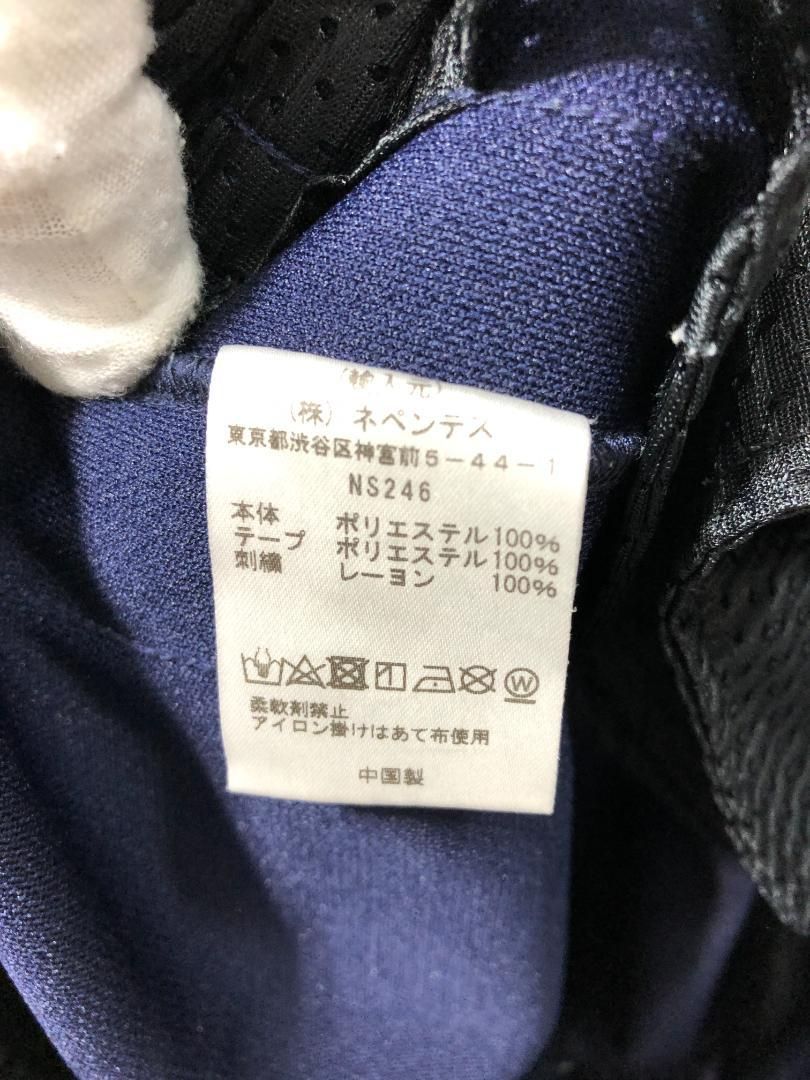 （輸入元）
（株）ネペンテス
東京都渋谷区神宮前5－44－1
NS246
本体 ポリエステル100%
テープ ポリエステル100%
刺繍 レーヨン 100%
W
柔軟剤禁止
アイロン掛けはあて布使用
中国製